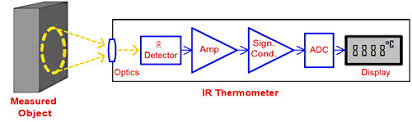 IR
Detector
Amp
Sign.
Cond.
ADC
8888°C
Optics
Display
IR Thermometer
Measured
Object